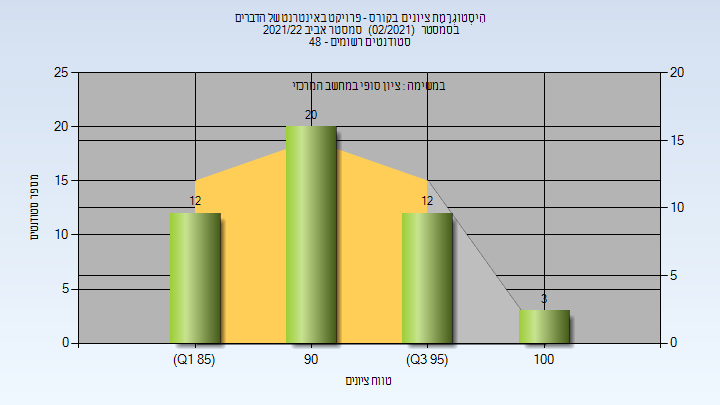 היסטוגרמת ציונים בקורס - פרויקט באינטרנט של הדברים
בסמסטר (02/2021) סמסטר אביב 2021/22
סטודנטים רשומים - 48
במשימה : ציון סופי במחשב המרכזי
25
20
15
10
5
0
20
15
10
5
0
מספר סטודנטים
12
20
12
3
(Q1 85)
90
(Q3 95)
100
טווח ציונים